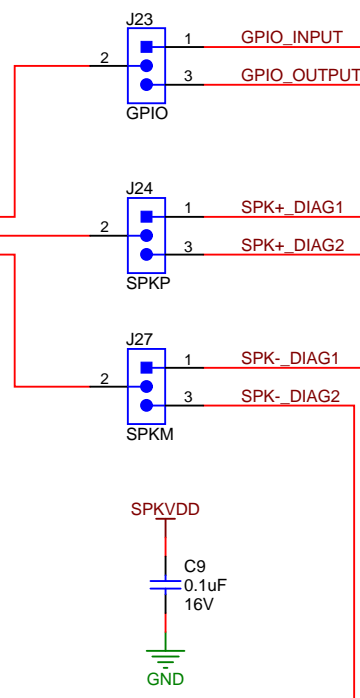 J23
1 GPIO_INPUT
2
3 GPIO_OUTPUT
GPIO
J24
1 SPK+_DIAG1
2
3 SPK+_DIAG2
SPKP
J27
1 SPK-_DIAG1
2
3 SPK-_DIAG2
SPKM
SPKVDD
C9
0.1uF
16V
GND